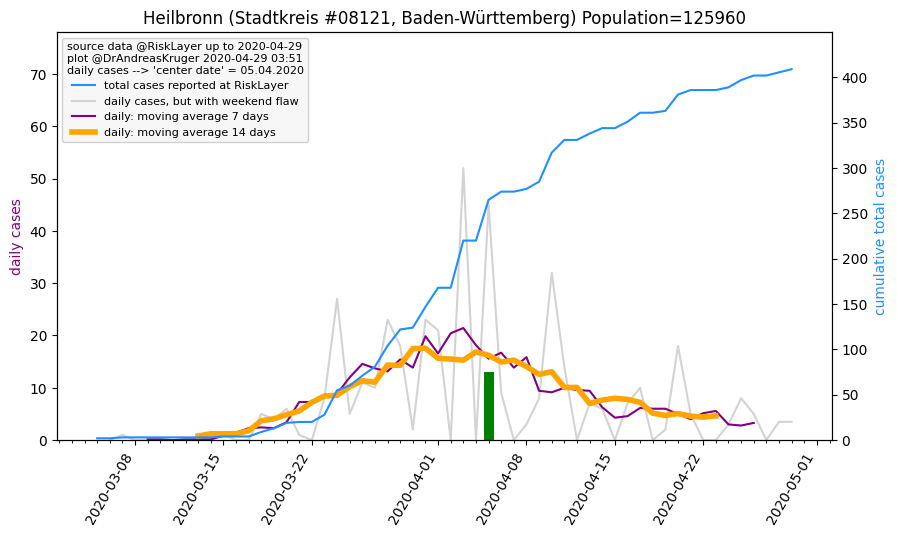 Heilbronn (Stadtkreis #08121, Baden-Württemberg) Population=125960
source data @RiskLayer up to 2020-04-29
plot @DrAndreasKruger 2020-04-29 03:51
daily cases --> 'center date' = 05.04.2020
total cases reported at RiskLayer
daily cases, but with weekend flaw
daily: moving average 7 days
daily: moving average 14 days
daily cases
70
60
50
40
30
20
10
0
400
350
300
250
200
150
100
50
0
cumulative total cases
2020-03-08
2020-03-15
2020-03-22
2020-04-01
2020-04-08
2020-04-15
2020-04-22
2020-05-01